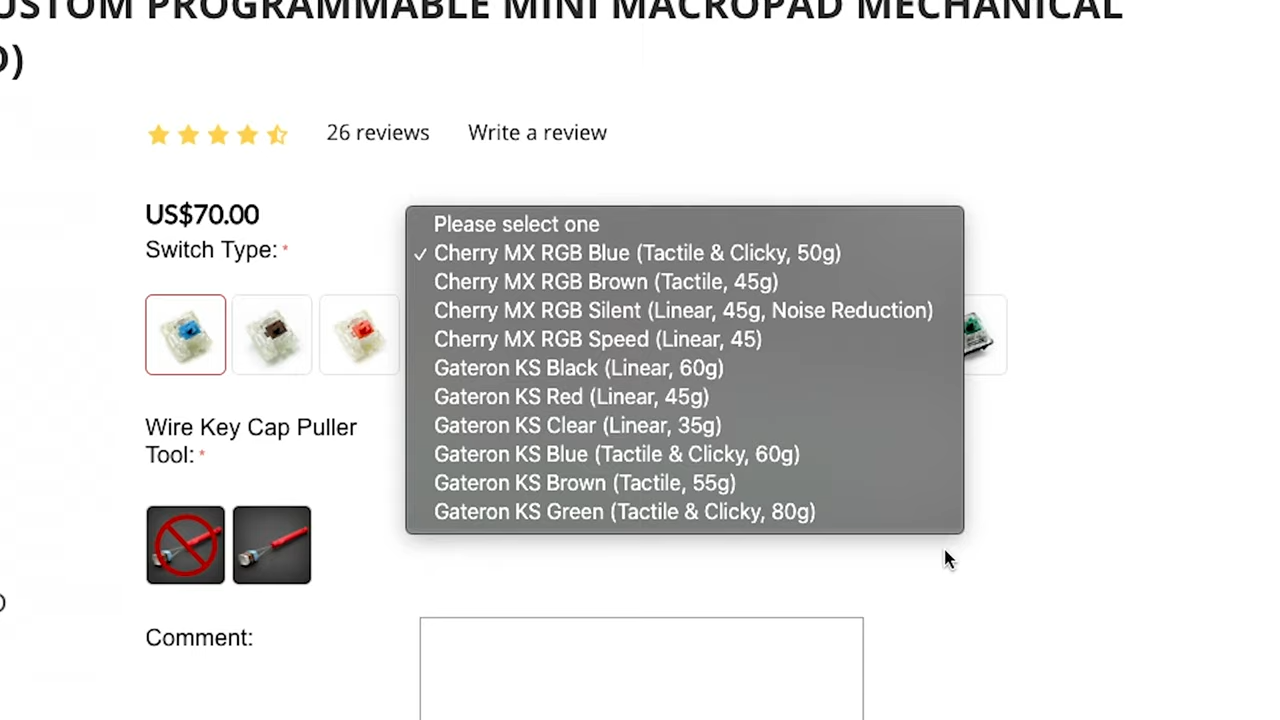 CUSTOM PROGRAMMABLE MINI MACROPAD MECHANICAL
D)
26 reviews Write a review
US$70.00
Switch Type: *
Please select one
✓ Cherry MX RGB Blue (Tactile & Clicky, 50g)
Cherry MX RGB Brown (Tactile, 45g)
Cherry MX RGB Silent (Linear, 45g, Noise Reduction)
Cherry MX RGB Speed (Linear, 45)
Gateron KS Black (Linear, 60g)
Gateron KS Red (Linear, 45g)
Gateron KS Clear (Linear, 35g)
Gateron KS Blue (Tactile & Clicky, 60g)
Gateron KS Brown (Tactile, 55g)
Gateron KS Green (Tactile & Clicky, 80g)
Wire Key Cap Puller
Tool: *
Comment: